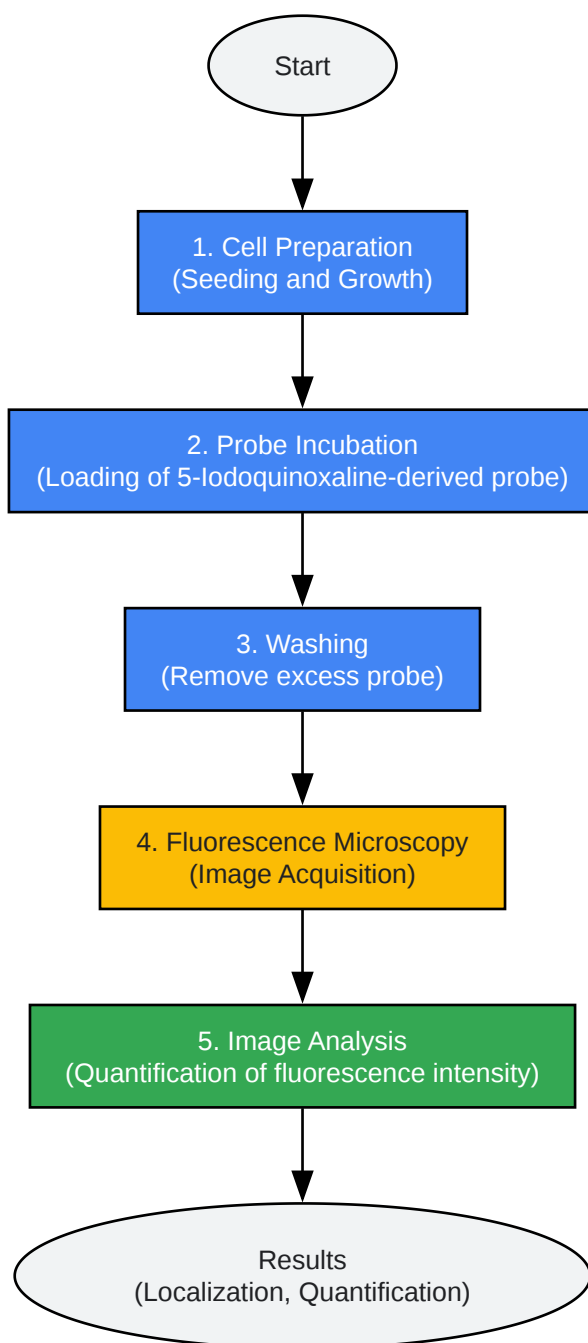 Start
1. Cell Preparation
(Seeding and Growth)
2. Probe Incubation
(Loading of 5-Iodoquinoxaline-derived probe)
3. Washing
(Remove excess probe)
4. Fluorescence Microscopy
(Image Acquisition)
5. Image Analysis
(Quantification of fluorescence intensity)
Results
(Localization, Quantification)